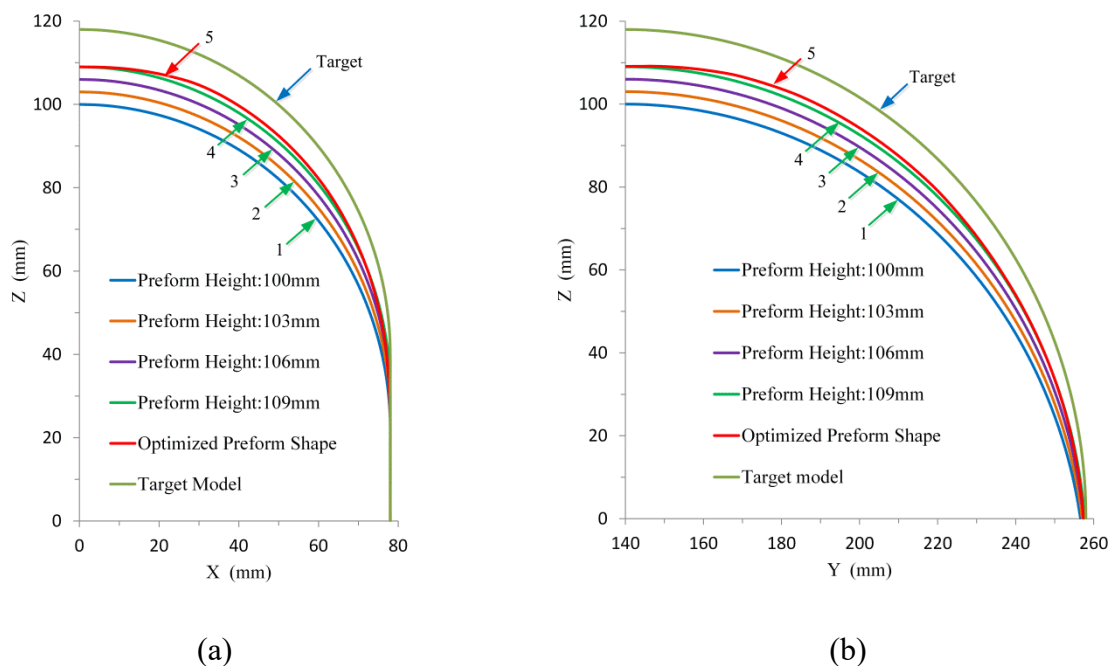 120
100
80
60
40
20
0
Z (mm)
0
20
40
60
80
X (mm)
5
Target
4
3
2
1
Preform Height:100mm
Preform Height:103mm
Preform Height:106mm
Preform Height:109mm
Optimized Preform Shape
Target Model
(a)
120
100
80
60
40
20
0
Z (mm)
140
160
180
200
220
240
260
Y (mm)
5
Target
4
3
2
1
Preform Height:100mm
Preform Height:103mm
Preform Height:106mm
Preform Height:109mm
Optimized Preform Shape
Target model
(b)